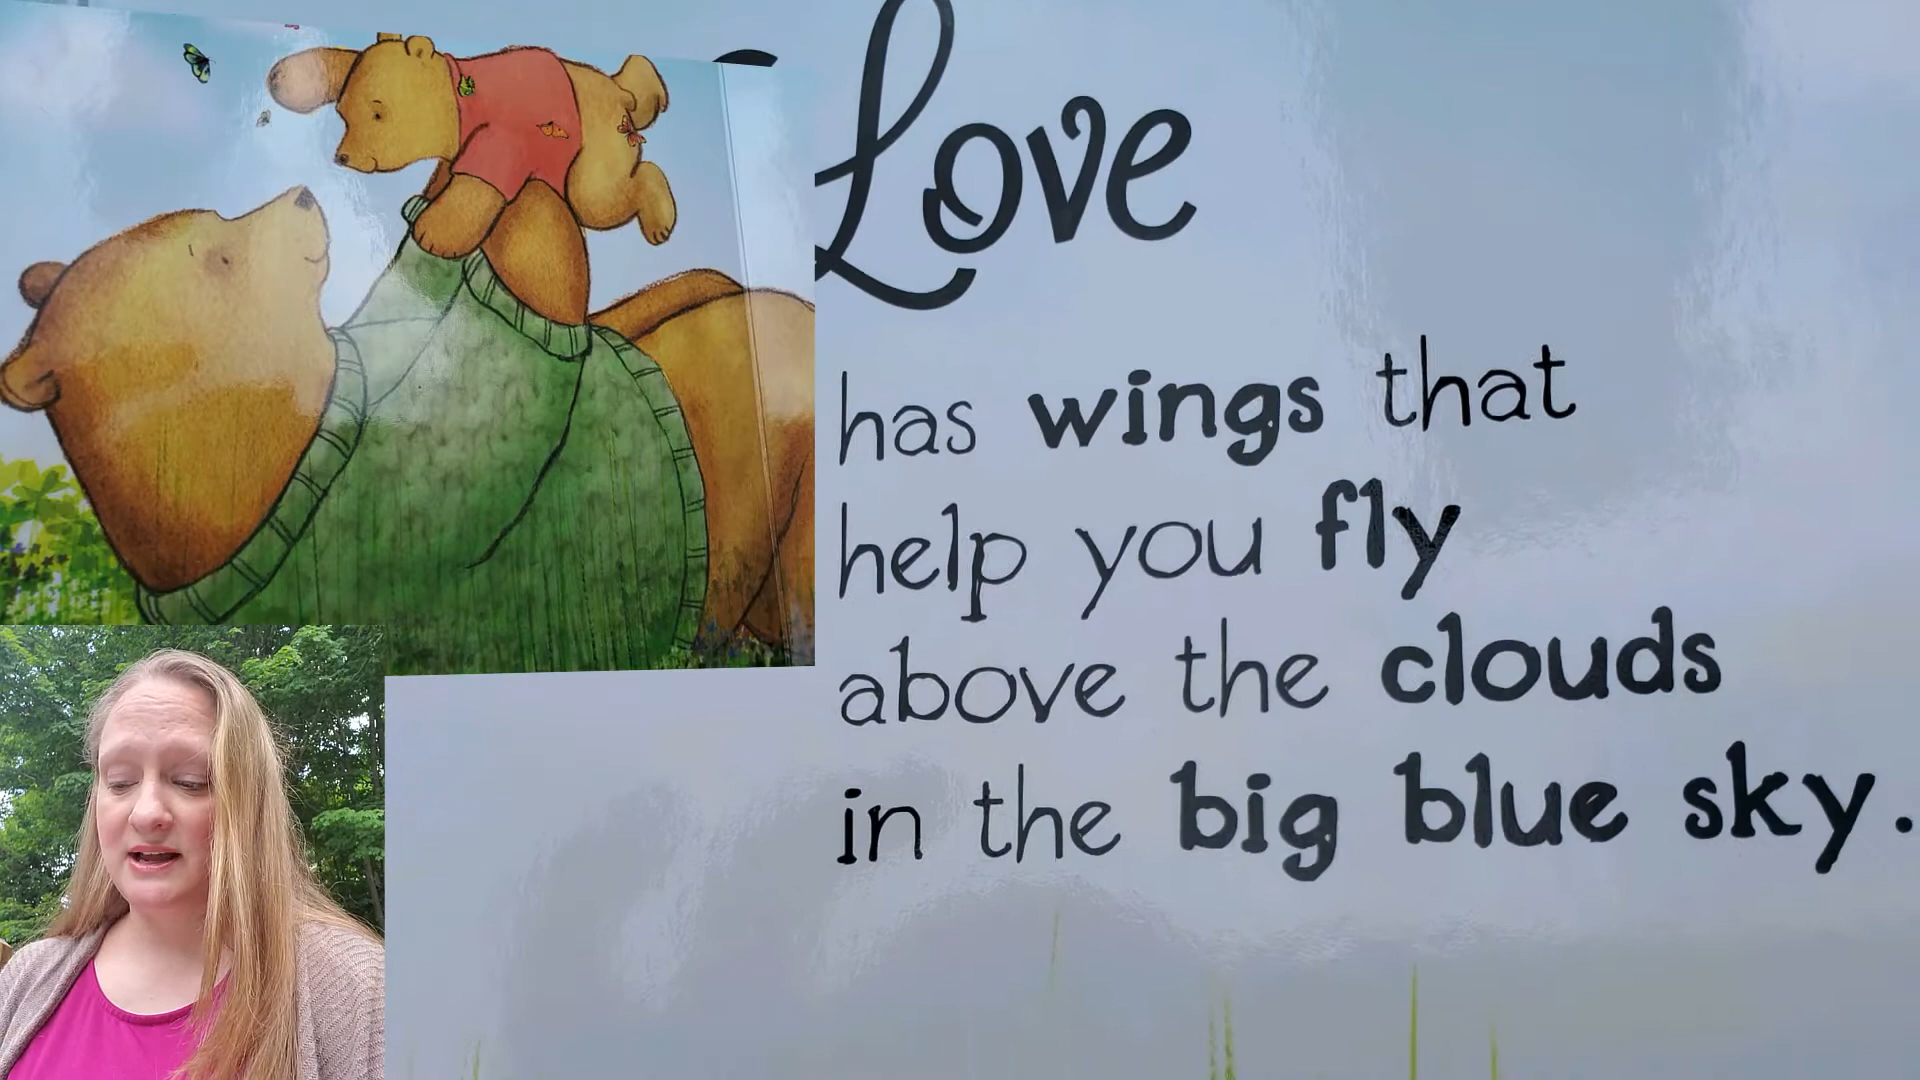 Love
has wings that
help you fly
above the clouds
in the big blue sky.